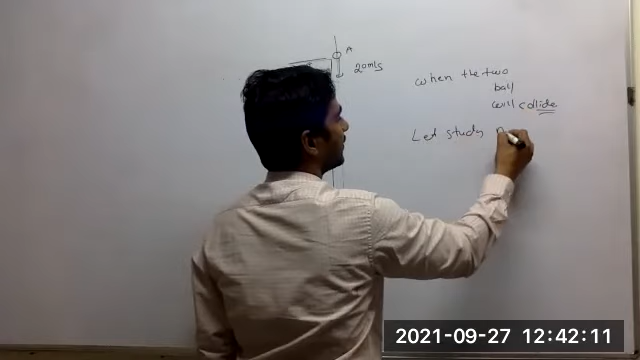 A
20m/s
when the two
ball
will collide
Let study
2021-09-27 12:42:11